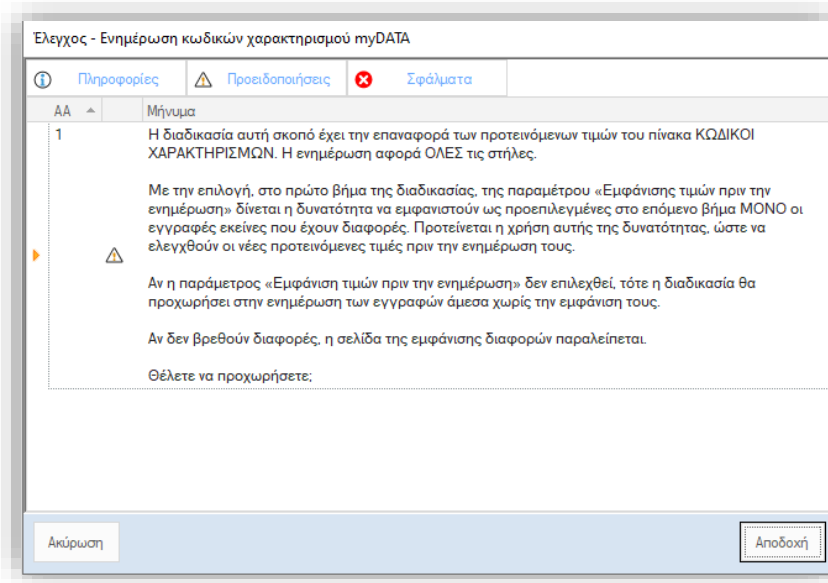 Έλεγχος - Ενημέρωση κωδικών χαρακτηρισμού myDATA
Πληροφορίες Προειδοποιήσεις Σφάλματα
ΑΑ Μήνυμα
1 Η διαδικασία αυτή σκοπό έχει την επαναφορά των προτεινόμενων τιμών του πίνακα ΚΩΔΙΚΟΙ
ΧΑΡΑΚΤΗΡΙΣΜΩΝ. Η ενημέρωση αφορά ΟΛΕΣ τις στήλες.
Με την επιλογή, στο πρώτο βήμα της διαδικασίας, της παραμέτρου «Εμφάνισης τιμών πριν την
ενημέρωση» δίνεται η δυνατότητα να εμφανιστούν ως προεπιλεγμένες στο επόμενο βήμα ΜΟΝΟ οι
εγγραφές εκείνες που έχουν διαφορές. Προτείνεται η χρήση αυτής της δυνατότητας, ώστε να
ελεγχθούν οι νέες προτεινόμενες τιμές πριν την ενημέρωση τους.
Αν η παράμετρος «Εμφάνιση τιμών πριν την ενημέρωση» δεν επιλεχθεί, τότε η διαδικασία θα
προχωρήσει στην ενημέρωση των εγγραφών άμεσα χωρίς την εμφάνιση τους.
Αν δεν βρεθούν διαφορές, η σελίδα της εμφάνισης διαφορών παραλείπεται.
Θέλετε να προχωρήσετε;
Ακύρωση Αποδοχή